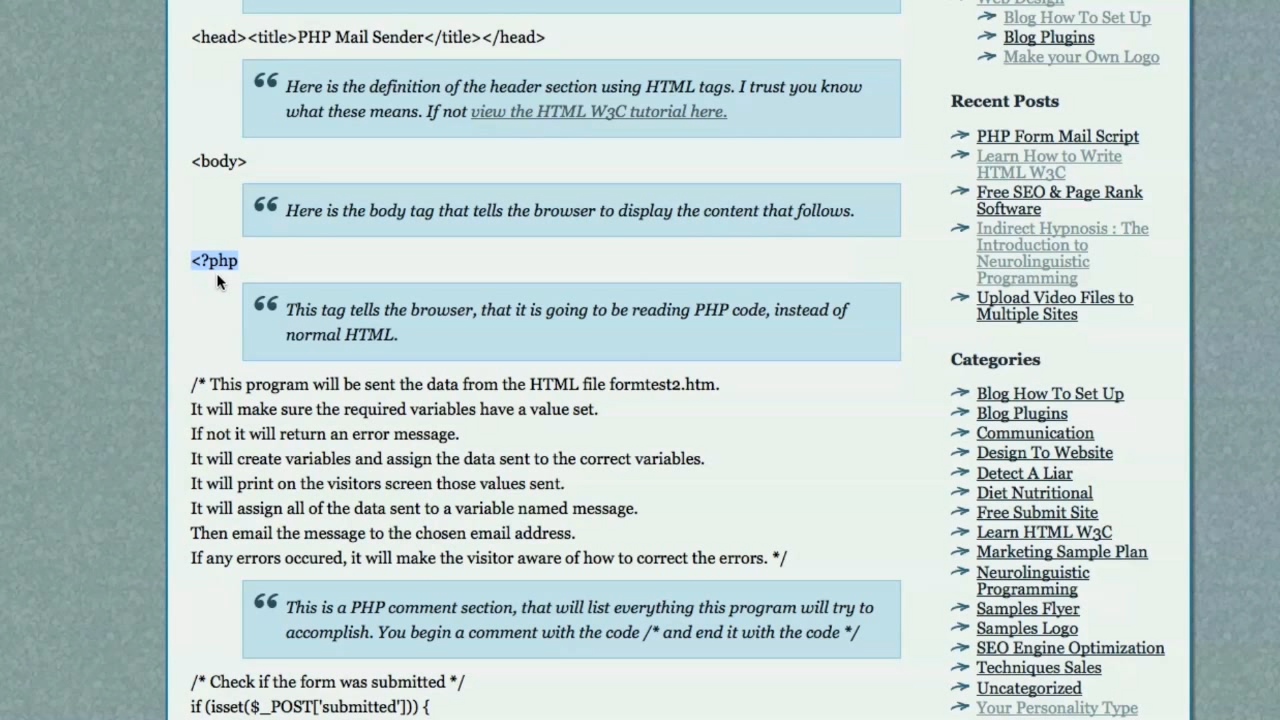 <head><title>PHP Mail Sender</title></head>
Here is the definition of the header section using HTML tags. I trust you know
what these means. If not view the HTML W3C tutorial here.
<body>
Here is the body tag that tells the browser to display the content that follows.
<?php
This tag tells the browser, that it is going to be reading PHP code, instead of
normal HTML.
/* This program will be sent the data from the HTML file formtest2.htm.
It will make sure the required variables have a value set.
If not it will return an error message.
It will create variables and assign the data sent to the correct variables.
It will print on the visitors screen those values sent.
It will assign all of the data sent to a variable named message.
Then email the message to the chosen email address.
If any errors occured, it will make the visitor aware of how to correct the errors. */
This is a PHP comment section, that will list everything this program will try to
accomplish. You begin a comment with the code /* and end it with the code */
/* Check if the form was submitted */
if (isset($_POST['submitted'])) {
Web Design
Blog How To Set Up
Blog Plugins
Make your Own Logo
Recent Posts
PHP Form Mail Script
Learn How to Write
HTML W3C
Free SEO & Page Rank
Software
Indirect Hypnosis : The
Introduction to
Neurolinguistic
Programming
Upload Video Files to
Multiple Sites
Categories
Blog How To Set Up
Blog Plugins
Communication
Design To Website
Detect A Liar
Diet Nutritional
Free Submit Site
Learn HTML W3C
Marketing Sample Plan
Neurolinguistic
Programming
Samples Flyer
Samples Logo
SEO Engine Optimization
Techniques Sales
Uncategorized
Your Personality Type